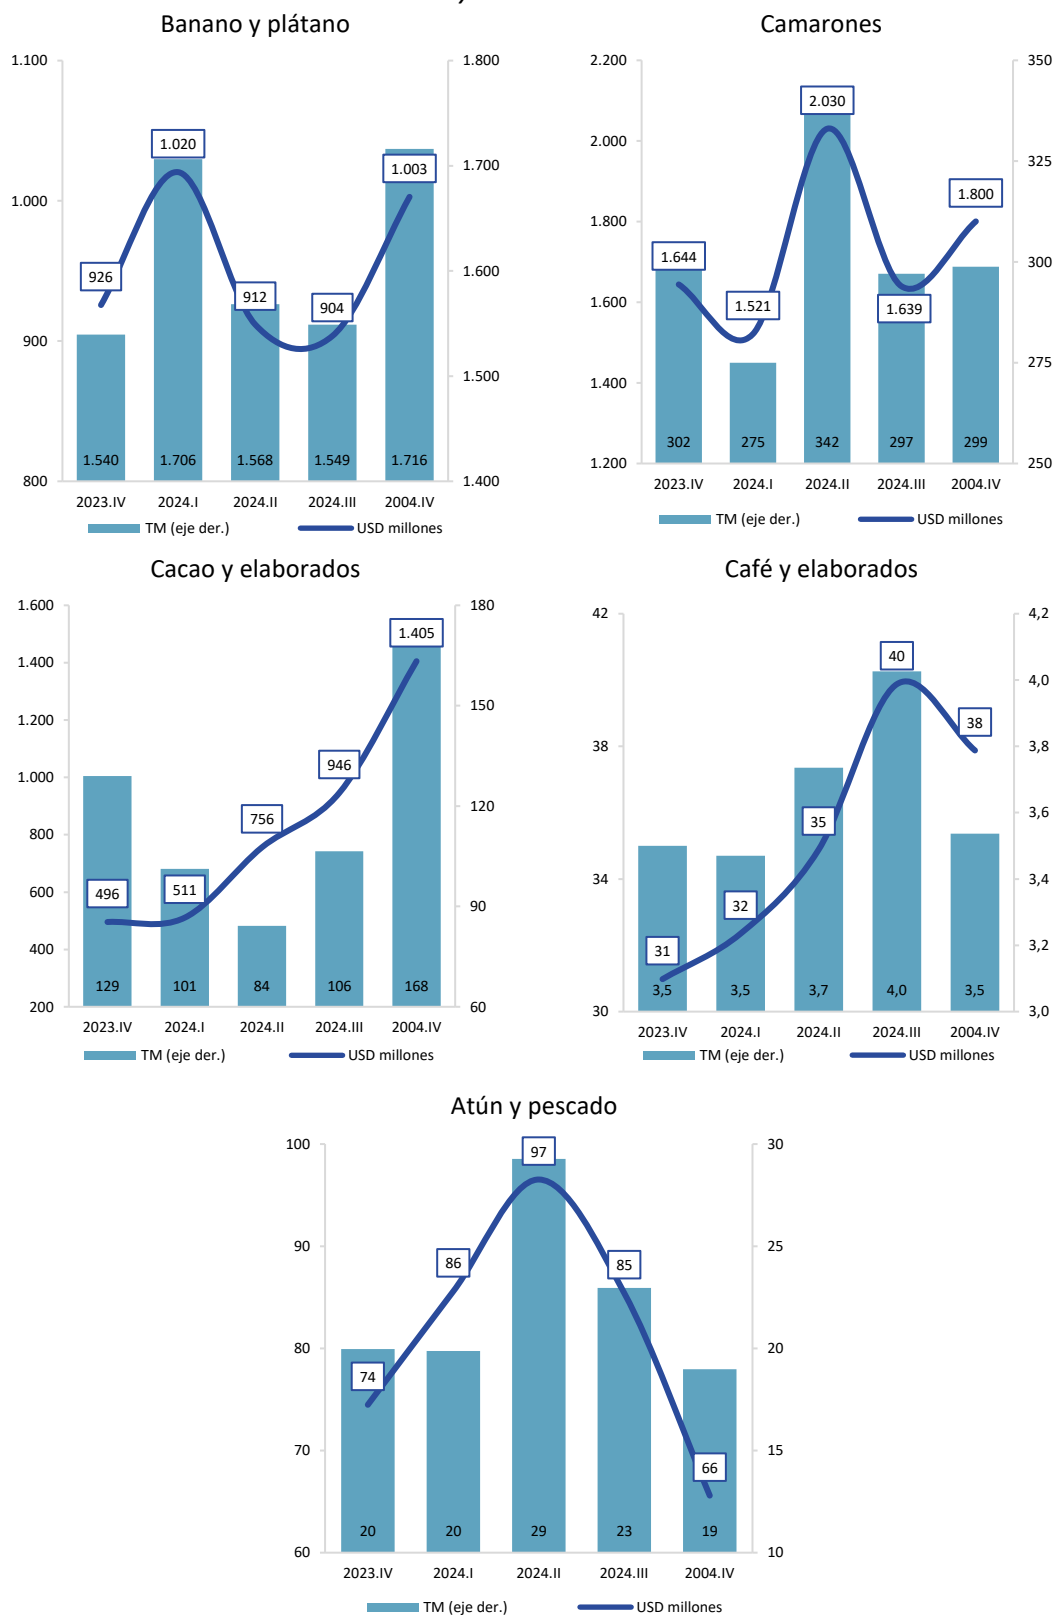 Banano y plátano
1.100
1.000
900
800
1.800
1.700
1.600
1.500
1.400
926
1.020
912
904
1.003
1.540
1.706
1.568
1.549
1.716
2023.IV
2024.I
2024.II
2024.III
2004.IV
TM (eje der.)
USD millones
Camarones
2.200
2.000
1.800
1.600
1.400
1.200
350
325
300
275
250
1.644
1.521
2.030
1.639
1.800
302
275
342
297
299
2023.IV
2024.I
2024.II
2024.III
2004.IV
TM (eje der.)
USD millones
Cacao y elaborados
1.600
1.400
1.200
1.000
800
600
400
200
180
150
120
90
60
496
511
756
946
1.405
129
101
84
106
168
2023.IV
2024.I
2024.II
2024.III
2004.IV
TM (eje der.)
USD millones
Café y elaborados
42
38
34
30
4,2
4,0
3,8
3,6
3,4
3,2
3,0
31
32
35
40
38
3,5
3,5
3,7
4,0
3,5
2023.IV
2024.I
2024.II
2024.III
2004.IV
TM (eje der.)
USD millones
Atún y pescado
100
90
80
70
60
30
25
20
15
10
74
86
97
85
66
20
20
29
23
19
2023.IV
2024.I
2024.II
2024.III
2004.IV
TM (eje der.)
USD millones